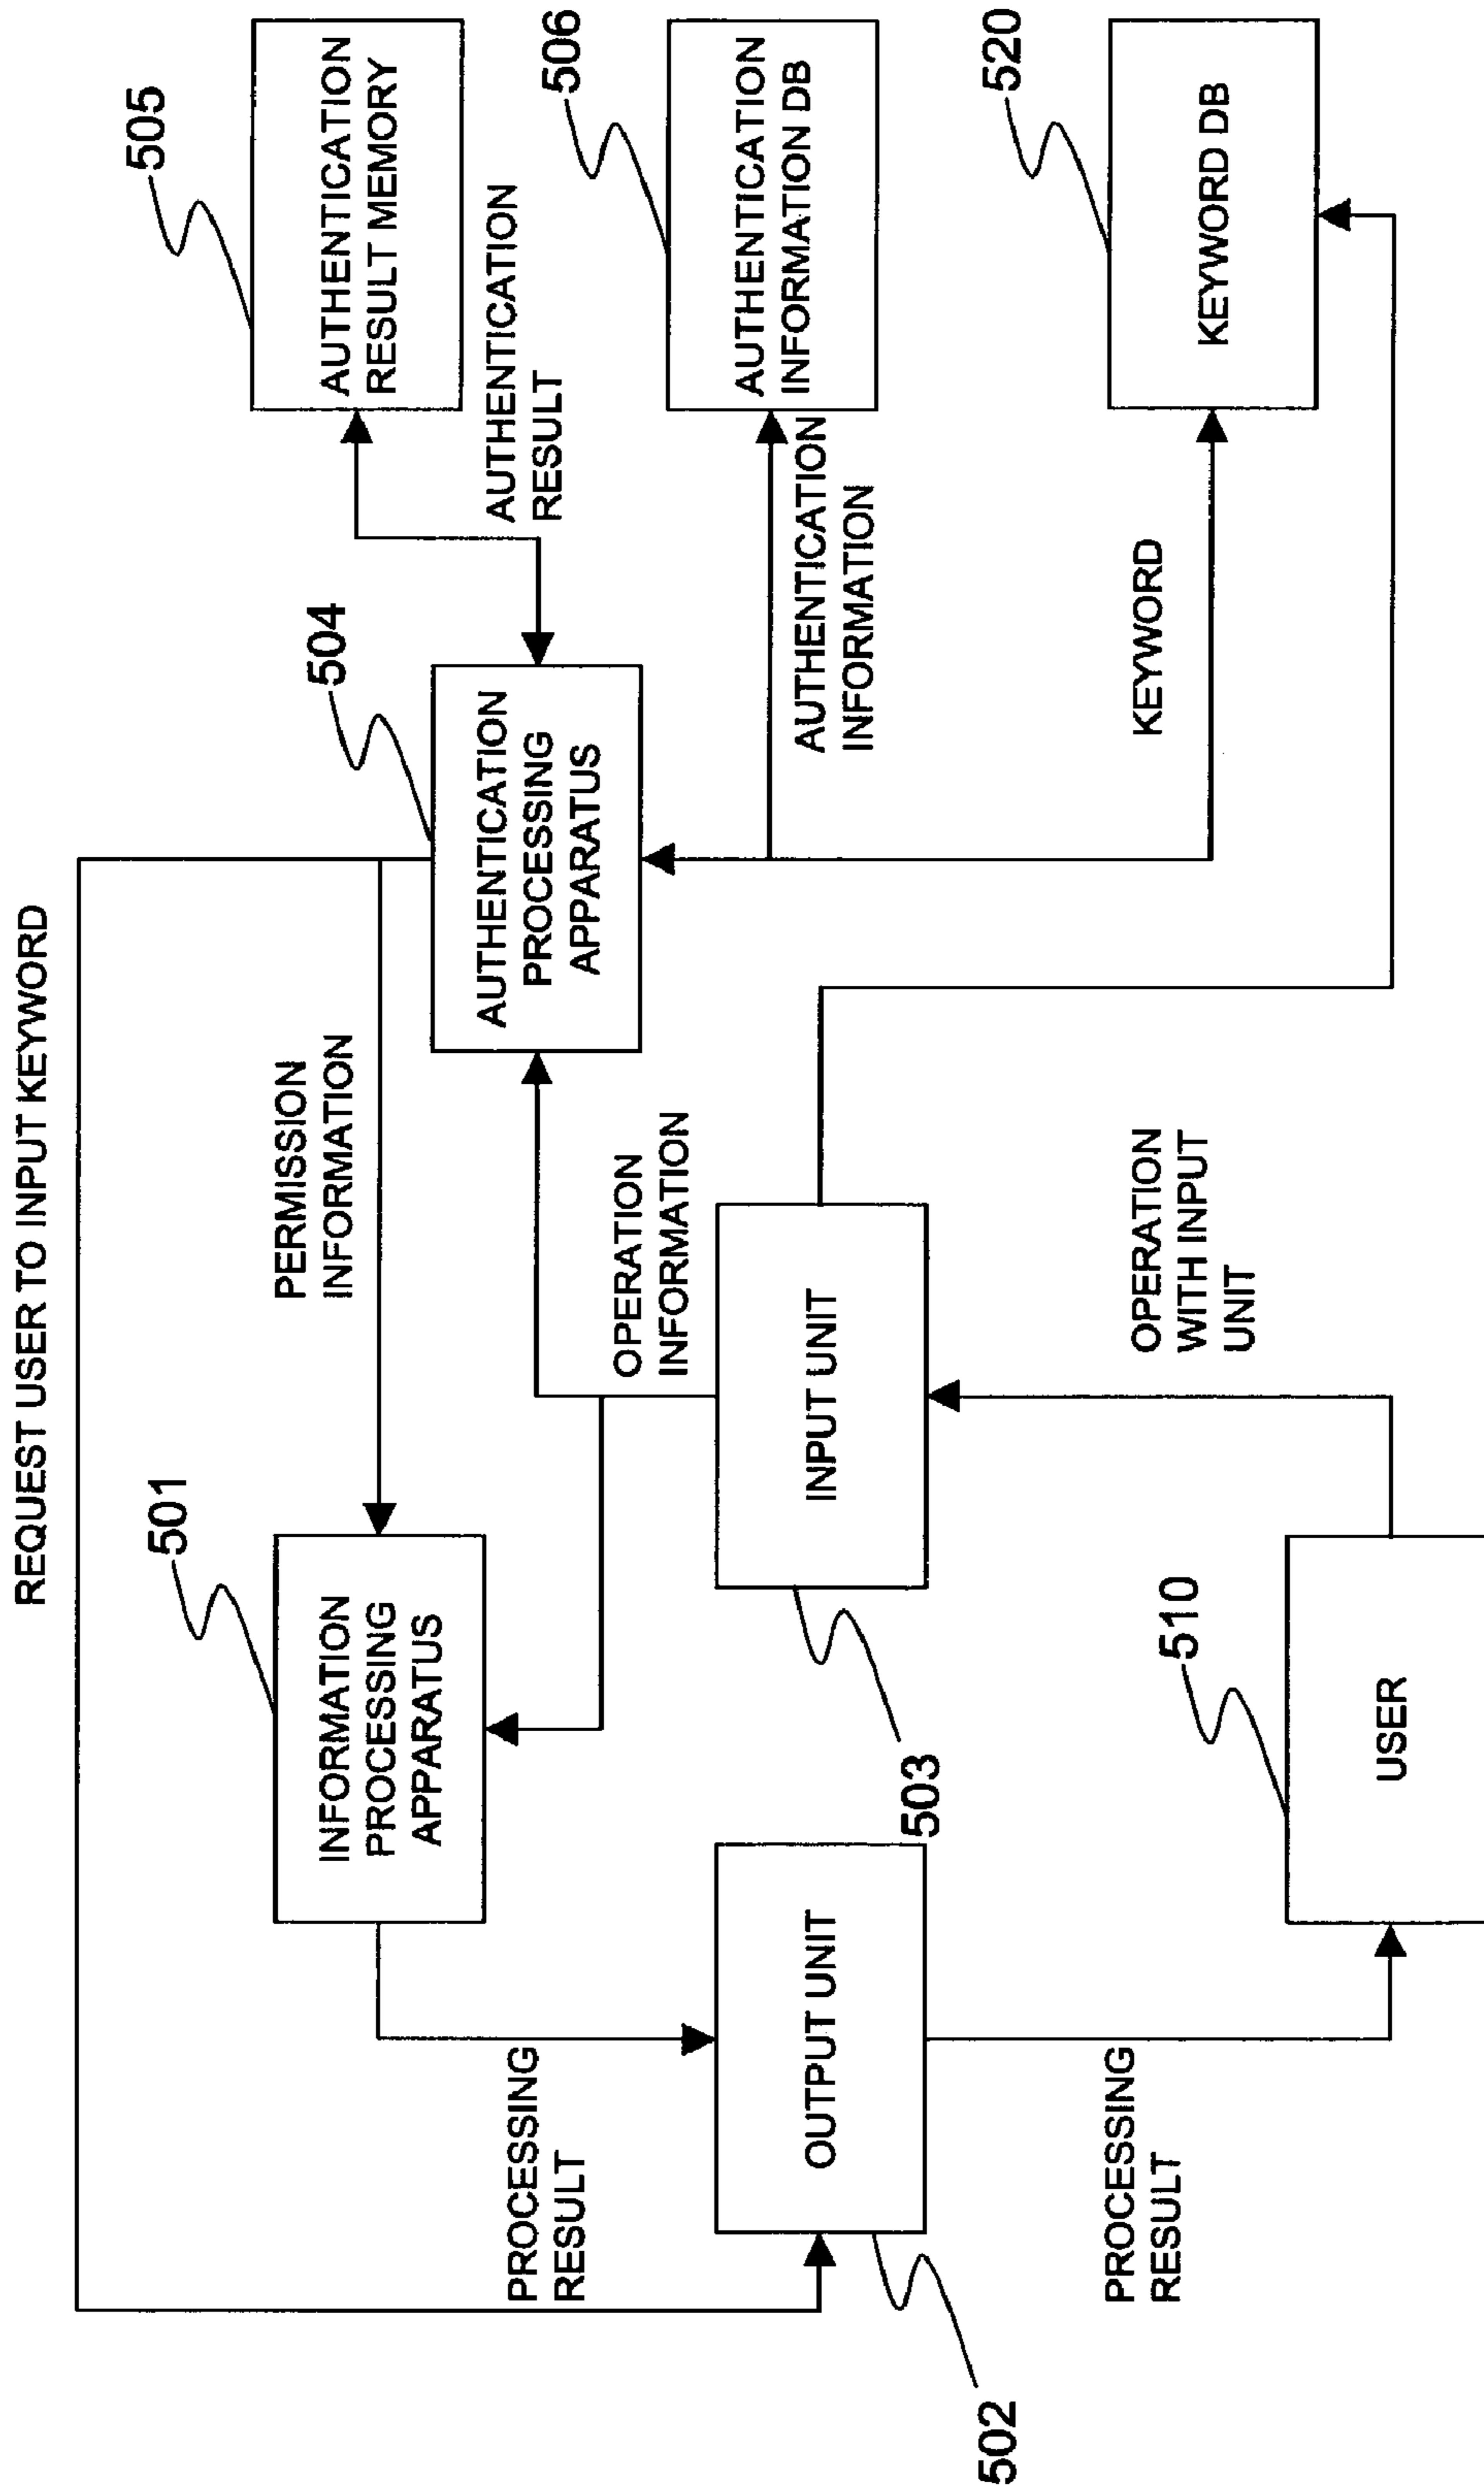 REQUEST USER TO INPUT KEYWORD
505
AUTHENTICATION
RESULT MEMORY
501
INFORMATION
PROCESSING
APPARATUS
PERMISSION
INFORMATION
504
AUTHENTICATION
PROCESSING
APPARATUS
AUTHENTICATION
RESULT
506
AUTHENTICATION
INFORMATION DB
PROCESSING
RESULT
OPERATION
INFORMATION
AUTHENTICATION
INFORMATION
OUTPUT UNIT
502
INPUT UNIT
503
520
KEYWORD DB
KEYWORD
PROCESSING
RESULT
510
USER
OPERATION
WITH INPUT
UNIT